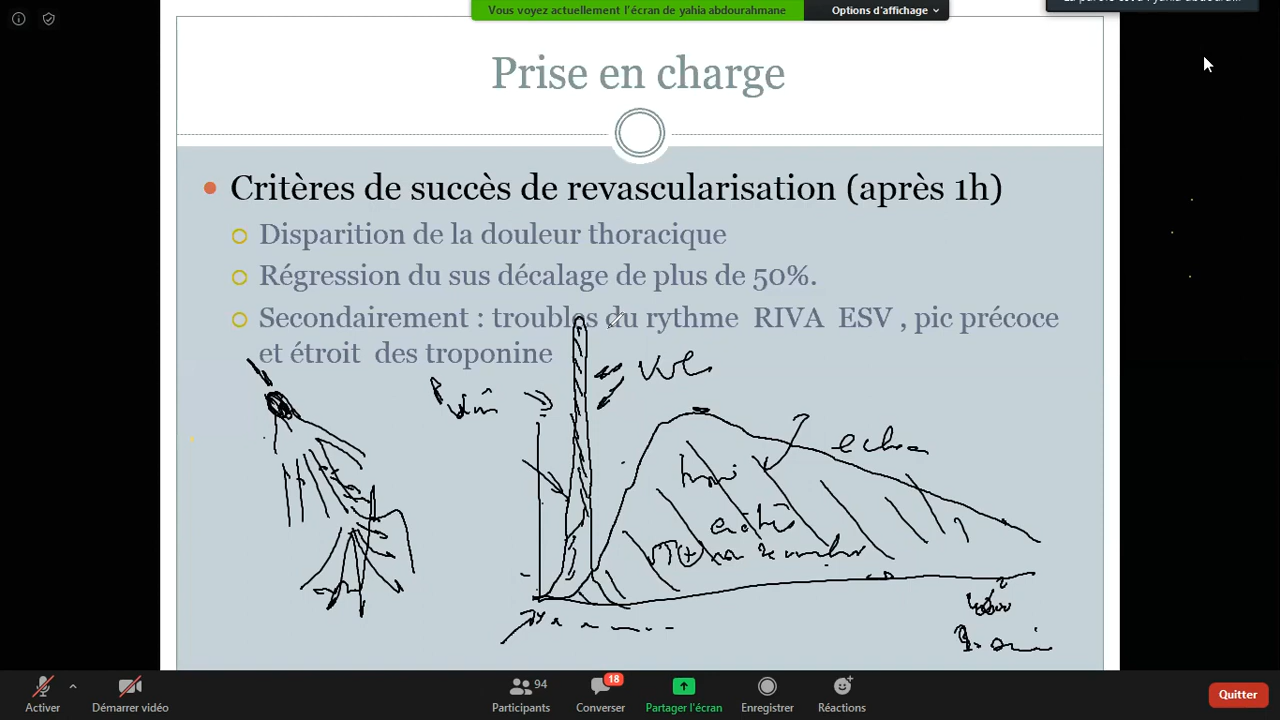 Vous voyez actuellement l'écran de yahia abdourahmane
Options d'affichage
Prise en charge
Critères de succès de revascularisation (après 1h)
Disparition de la douleur thoracique
Régression du sus décalage de plus de 50%.
Secondairement : troubles du rythme RIVA ESV , pic précoce
et étroit des troponine
Activer
Démarrer vidéo
94
Participants
18
Converser
Partager l'écran
Enregistrer
Réactions
Quitter